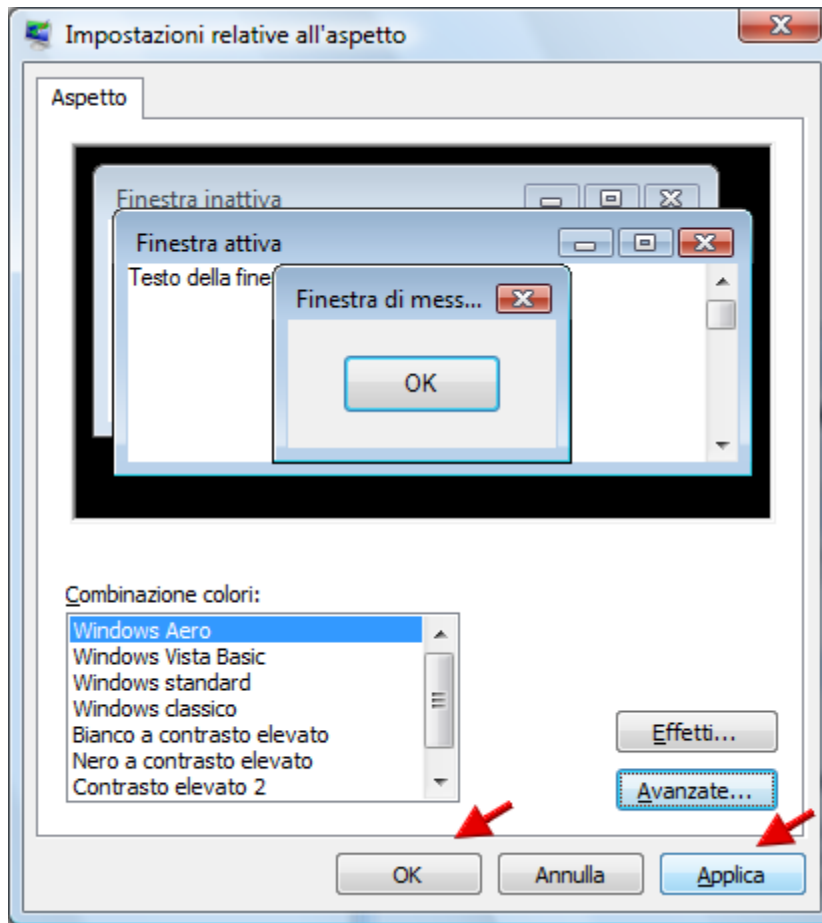 Impostazioni relative all'aspetto
Aspetto
Finestra inattiva
Finestra attiva
Testo della fine
Finestra di mess...
OK
Combinazione colori:
Windows Aero
Windows Vista Basic
Windows standard
Windows classico
Bianco a contrasto elevato
Nero a contrasto elevato
Contrasto elevato 2
Effetti...
Avanzate...
OK Annulla Applica